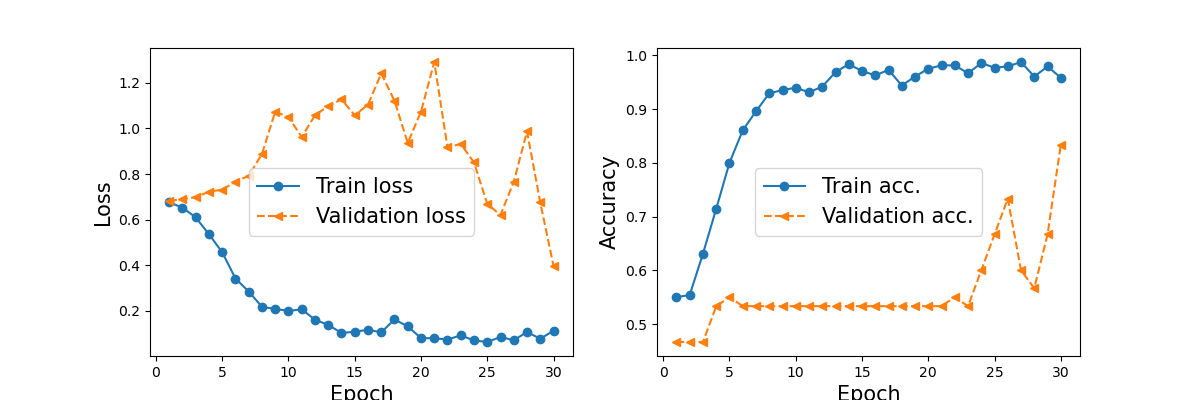 1.2
1.0
0.8
0.6
0.4
0.2
Loss
Train loss
Validation loss
0 5 10 15 20 25 30
Epoch
1.0
0.9
0.8
0.7
0.6
0.5
Accuracy
Train acc.
Validation acc.
0 5 10 15 20 25 30
Epoch